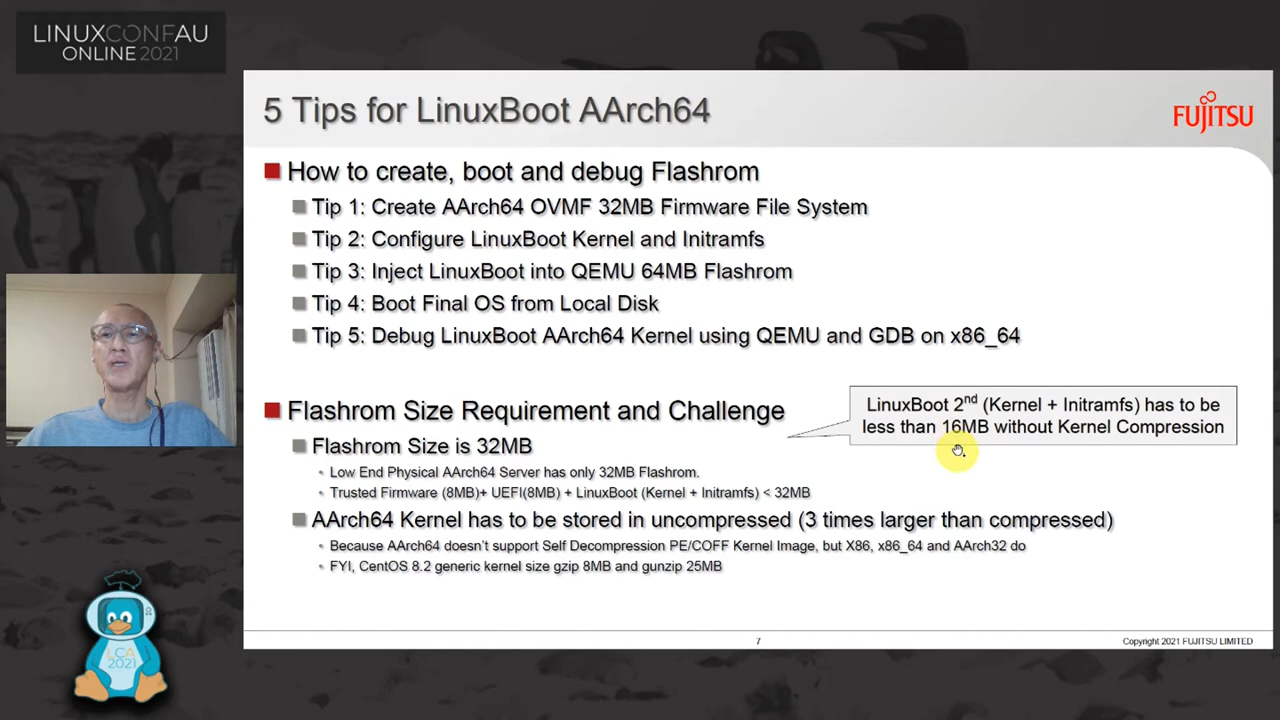 LINUXCONFAU
ONLINE 2021
5 Tips for LinuxBoot AArch64
FUJITSU
How to create, boot and debug Flashrom
Tip 1: Create AArch64 OVMF 32MB Firmware File System
Tip 2: Configure LinuxBoot Kernel and Initramfs
Tip 3: Inject LinuxBoot into QEMU 64MB Flashrom
Tip 4: Boot Final OS from Local Disk
Tip 5: Debug LinuxBoot AArch64 Kernel using QEMU and GDB on x86_64
Flashrom Size Requirement and Challenge
LinuxBoot 2nd (Kernel + Initramfs) has to be
less than 16MB without Kernel Compression
Flashrom Size is 32MB
Low End Physical AArch64 Server has only 32MB Flashrom.
Trusted Firmware (8MB)+ UEFI(8MB) + LinuxBoot (Kernel + Initramfs) < 32MB
AArch64 Kernel has to be stored in uncompressed (3 times larger than compressed)
Because AArch64 doesn't support Self Decompression PE/COFF Kernel Image, but X86, x86_64 and AArch32 do
FYI, CentOS 8.2 generic kernel size gzip 8MB and gunzip 25MB
7
Copyright 2021 FUJITSU LIMITED
LCA
2021